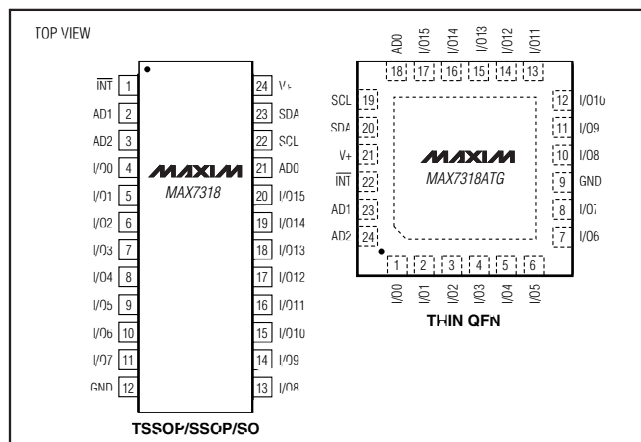 TOP VIEW
INT 1
AD1 2
AD2 3
I/O0 4
I/O1 5
I/O2 6
I/O3 7
I/O4 8
I/O5 9
I/O6 10
I/O7 11
GND 12
MAXIM
MAX7318
24 V+
23 SDA
22 SCL
21 AD0
20 I/O15
19 I/O14
18 I/O13
17 I/O12
16 I/O11
15 I/O10
14 I/O9
13 I/O8
TSSOP/SSOP/SO
AD0 I/O15 I/O14 I/O13 I/O12 I/O11
18 17 16 15 14 13
SCL 19
SDA 20
V+ 21
INT 22
AD1 23
AD2 24
MAXIM
MAX7318ATG
12 I/O10
11 I/O9
10 I/O8
9 GND
8 I/O7
7 I/O6
1 2 3 4 5 6
I/O0 I/O1 I/O2 I/O3 I/O4 I/O5
THIN QFN